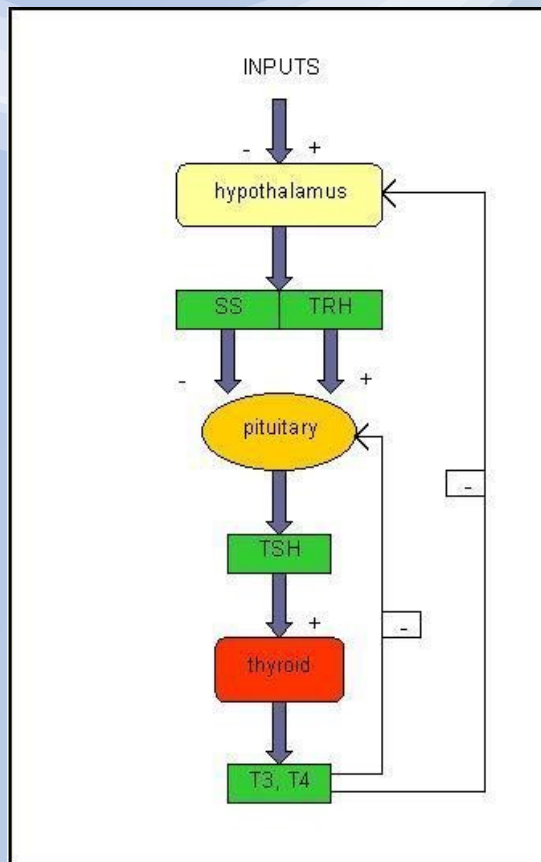 INPUTS
- +
hypothalamus
SS TRH
- +
pituitary
-
TSH
+
-
thyroid
T3, T4